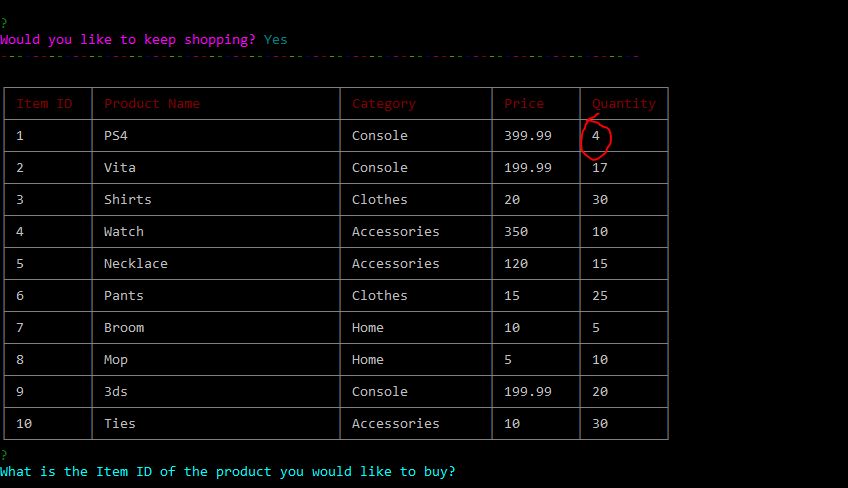 ?
Would you like to keep shopping? Yes
Item ID Product Name Category Price Quantity
1 PS4 Console 399.99 4
2 Vita Console 199.99 17
3 Shirts Clothes 20 30
4 Watch Accessories 350 10
5 Necklace Accessories 120 15
6 Pants Clothes 15 25
7 Broom Home 10 5
8 Mop Home 5 10
9 3ds Console 199.99 20
10 Ties Accessories 10 30
?
What is the Item ID of the product you would like to buy?